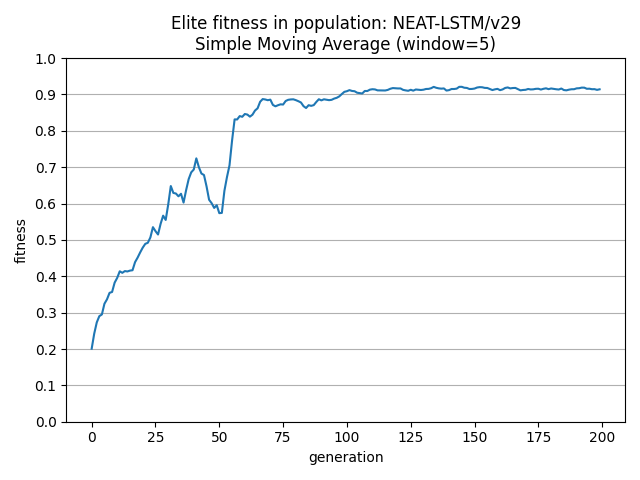 Elite fitness in population: NEAT-LSTM/v29
Simple Moving Average (window=5)
1.0
0.9
0.8
0.7
0.6
0.5
0.4
0.3
0.2
0.1
0.0
fitness
0 25 50 75 100 125 150 175 200
generation